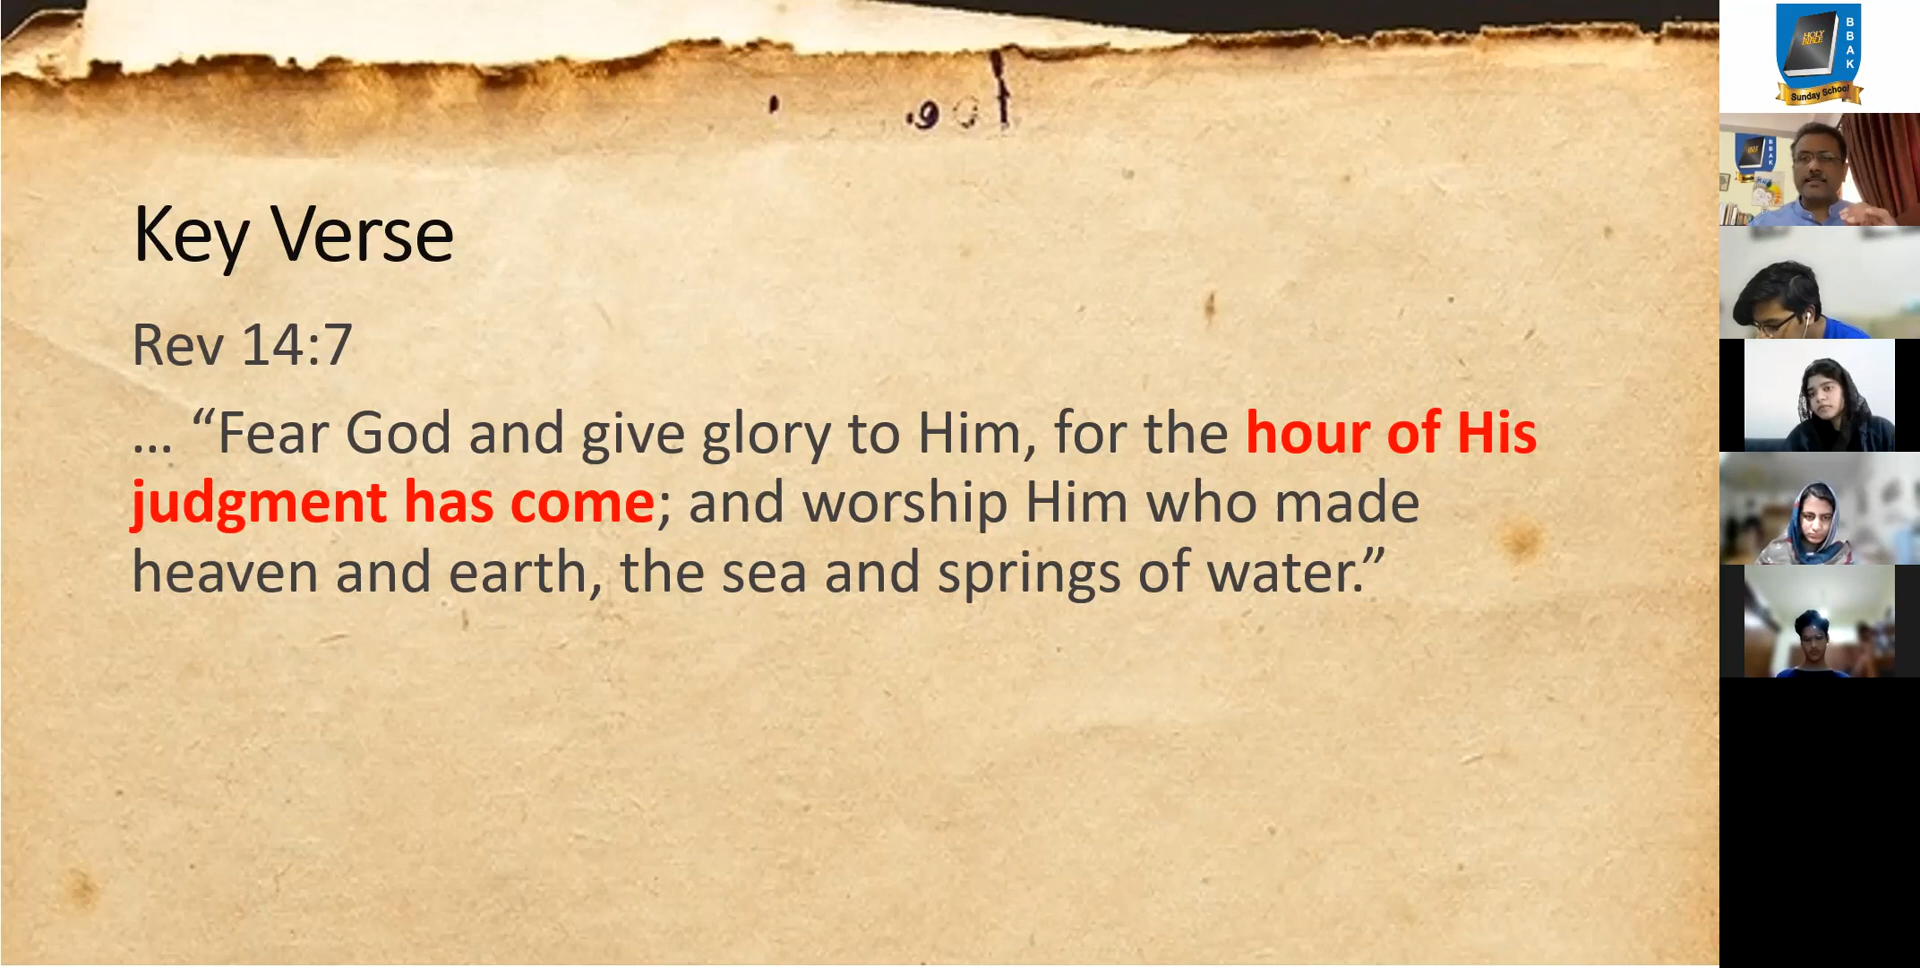 Key Verse
Rev 14:7
... “Fear God and give glory to Him, for the hour of His
judgment has come; and worship Him who made
heaven and earth, the sea and springs of water.”
HOLY
BIBLE
BBAK
Sunday School
BBAK